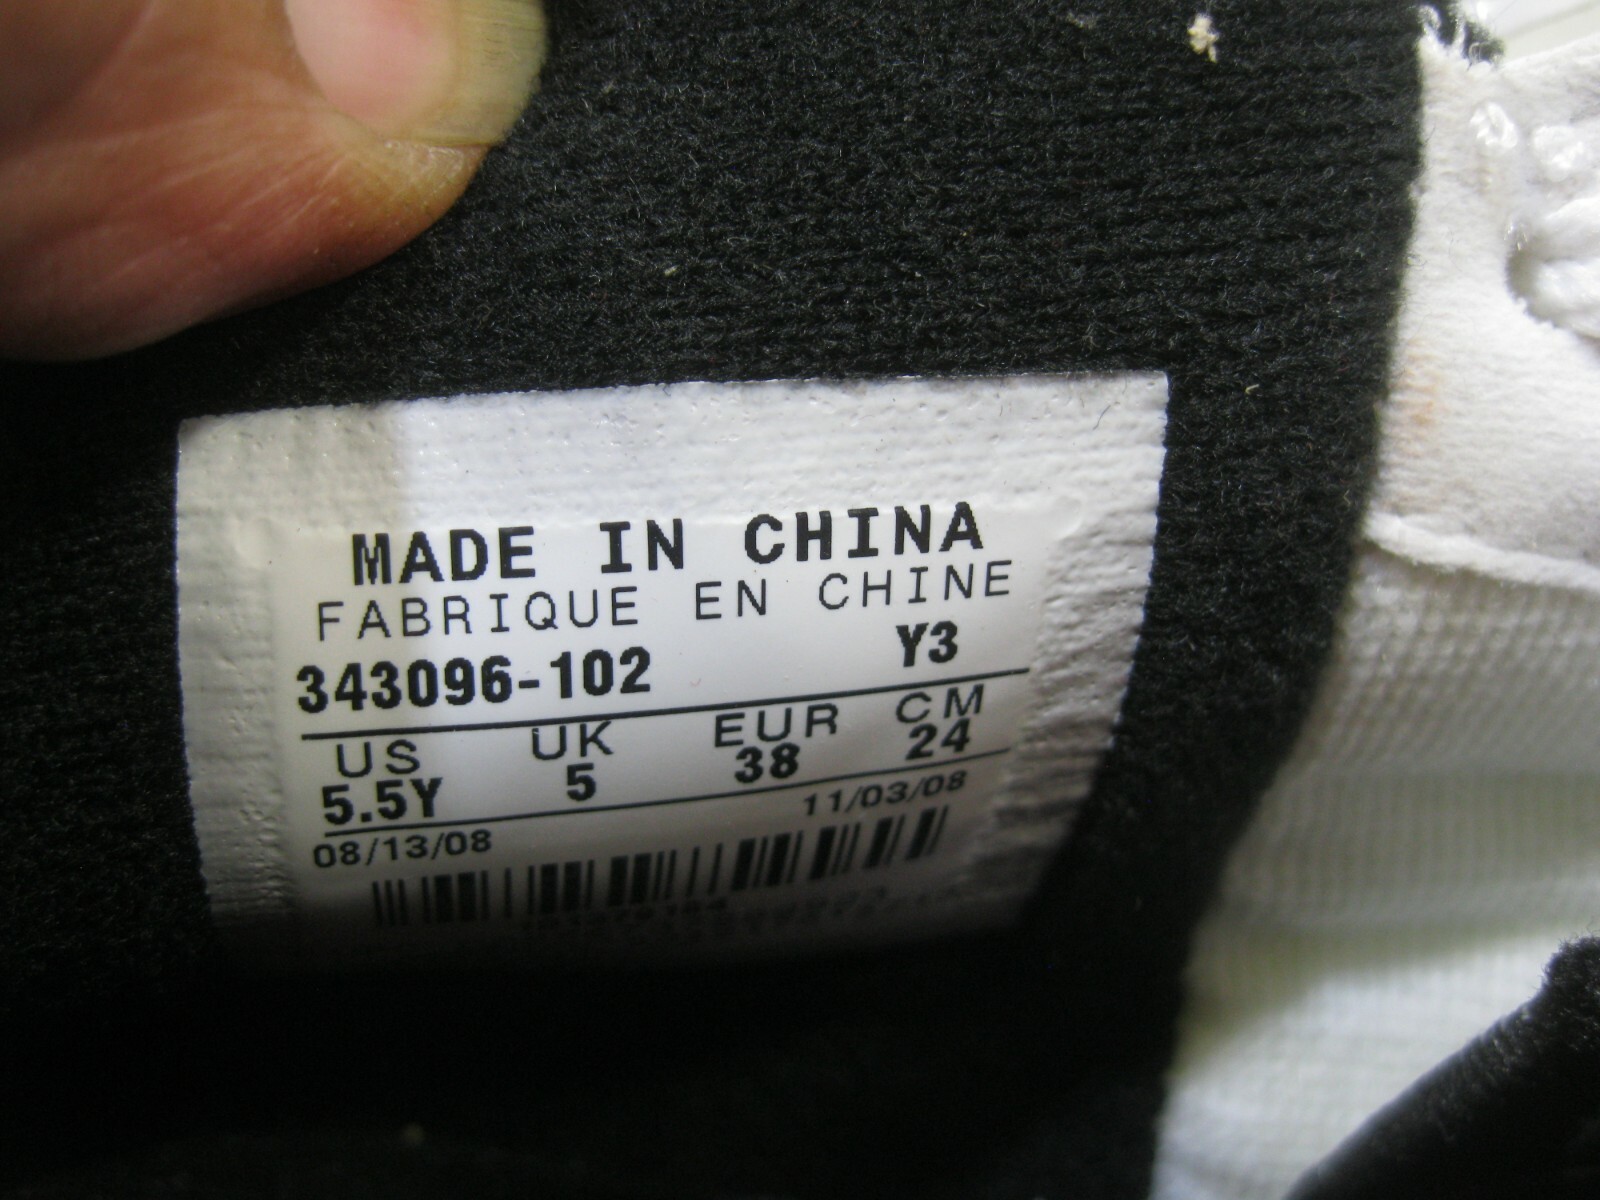 MADE IN CHINA
FABRIQUE EN CHINE
343096-102 Y3
US UK EUR CM
5.5Y 5 38 24
08/13/08 11/03/08